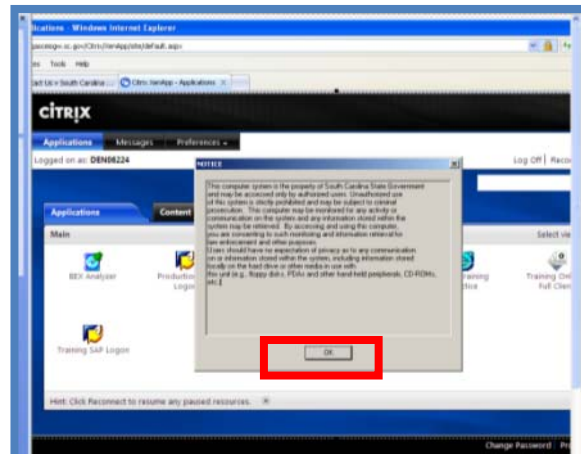 ications - Windows Internet Explorer
Tools Help
Citrix XenApp - Applications
CİTRIX
Applications Messages Preferences
Logged on as: DEN06224
Log Off
NOTICE
This computer system is the property of South Carolina State Government
and may be accessed only by authorized users. Unauthorized use
of this system is strictly prohibited and may be subject to criminal
prosecution. This computer may be monitored for any activity or
communication on the system and any information stored within the
system may be retrieved. By accessing and using this computer,
you are consenting to such monitoring and information retrieval for
law enforcement and other purposes.
Users should have no expectation of privacy as to any communication
on or information stored within the system, including information stored
locally on the hard drive or other media in use with
this unit (e.g., floppy disks, PDAs and other hand-held peripherals, CD-ROMs,
etc.)
OK
Applications Content
Main
Select
BEX Analyzer
Training SAP Logon
Hint: Click Reconnect to resume any paused resources.
Change Password